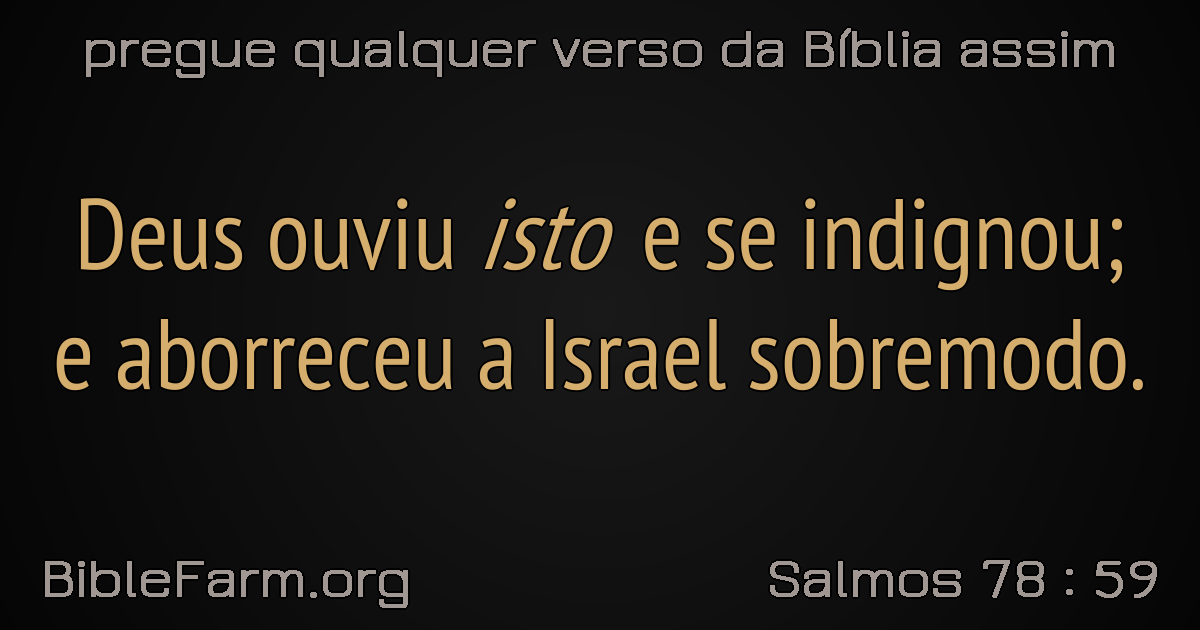 pregue qualquer verso da Bíblia assim
Deus ouviu isto e se indignou;
e aborreceu a Israel sobremodo.
BibleFarm.org
Salmos 78 : 59